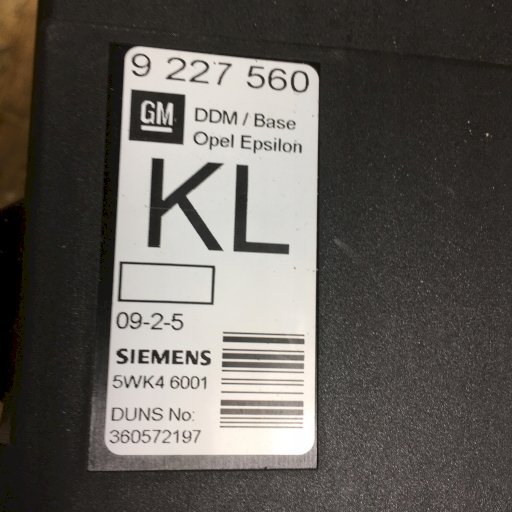 9 227 560
GM
DDM / Base
Opel Epsilon
KL
09-2-5
SIEMENS
5WK4 6001
DUNS No:
360572197